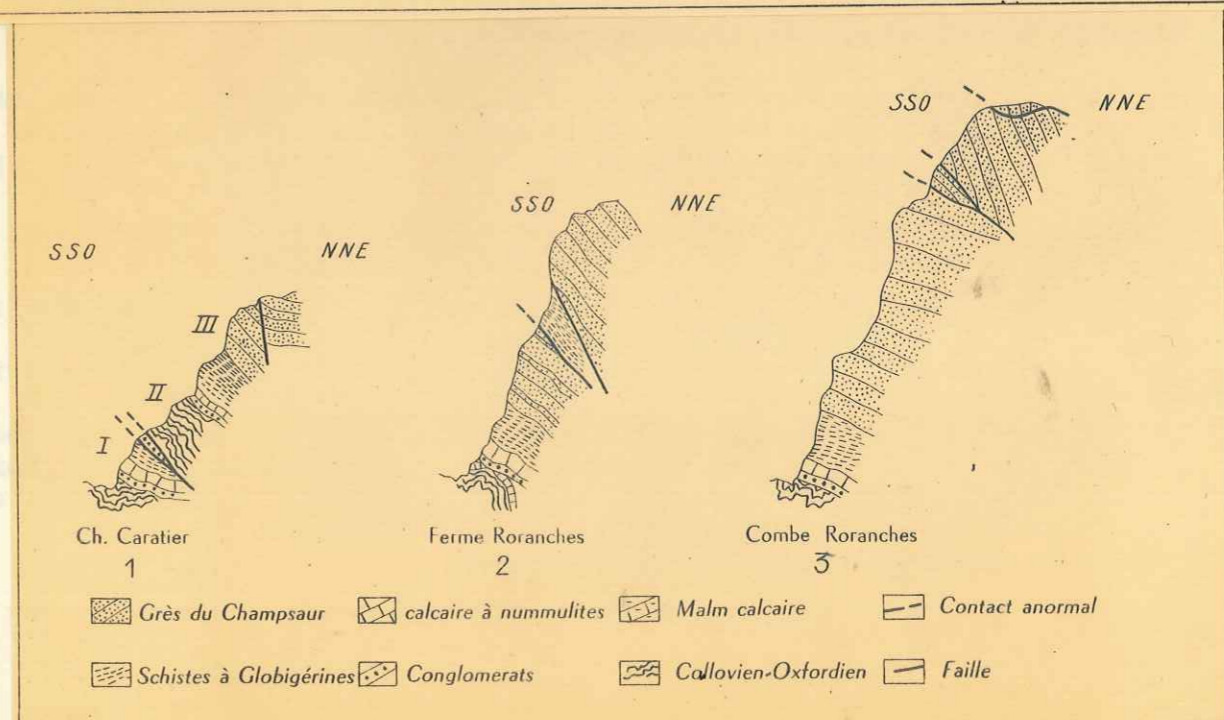 SSO NNE
SSO NNE
SSO NNE
III
II
I
Ch. Caratier
1
Ferme Roranches
2
Combe Roranches
3
Grès du Champsaur
calcaire à nummulites
Malm calcaire
Contact anormal
Schistes à Globigérines
Conglomerats
Callovien-Oxfordien
Faille